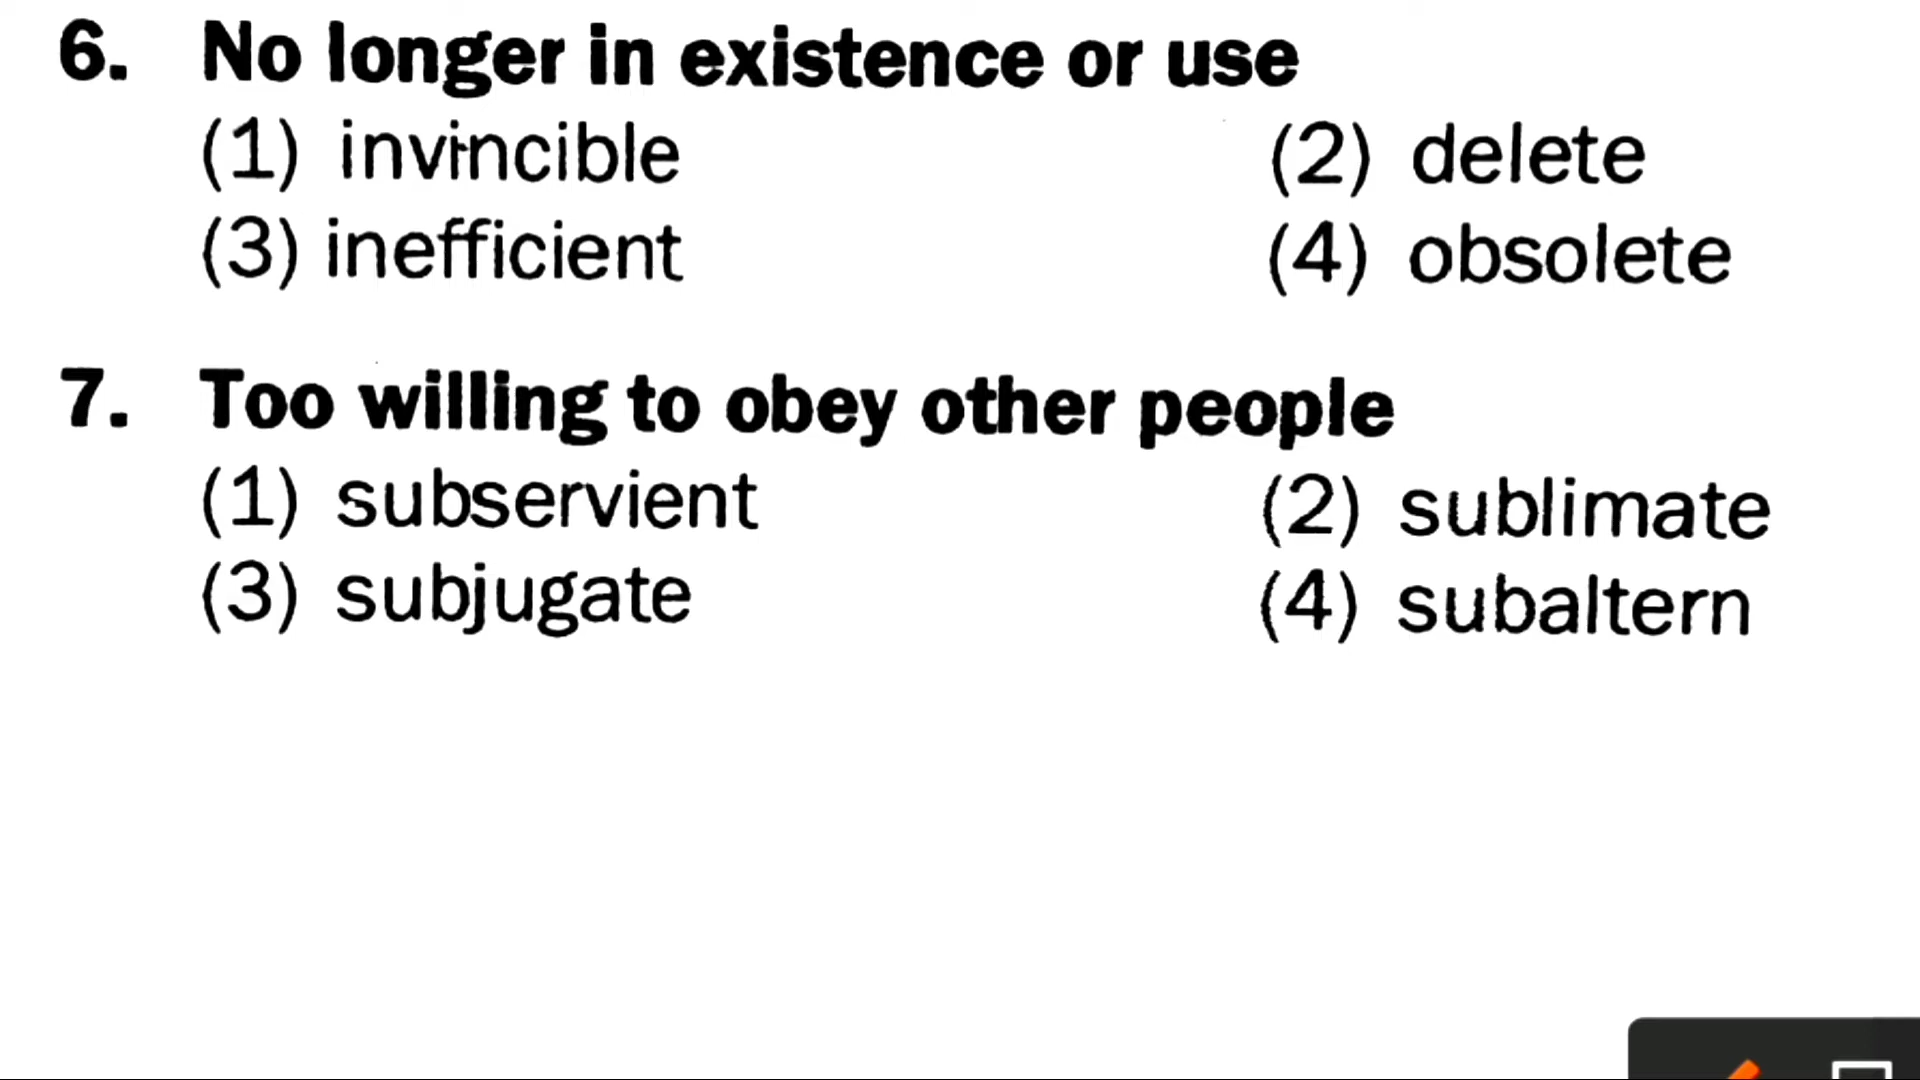 6. No longer in existence or use
(1) invincible (2) delete
(3) inefficient (4) obsolete
7. Too willing to obey other people
(1) subservient (2) sublimate
(3) subjugate (4) subaltern